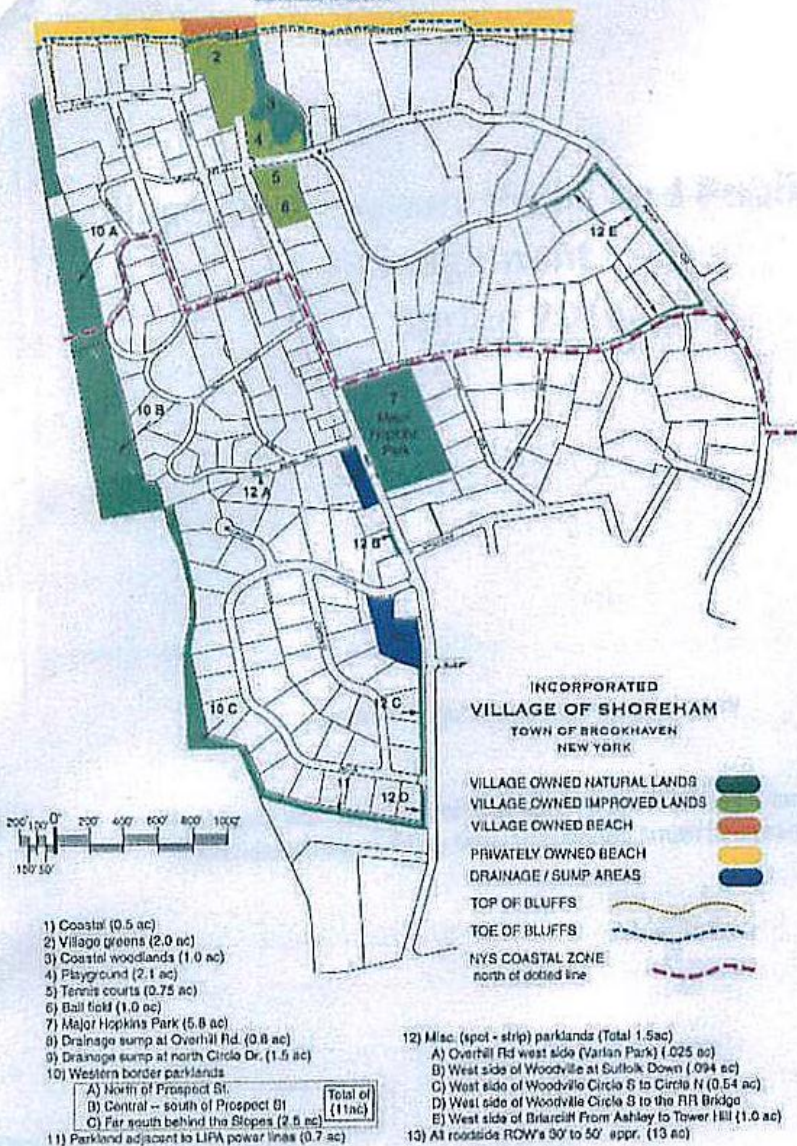 2
3
4
5
6
10 A
12 E
10 B
7
Major
Hopkins
Park
12 A
12 B
10 C
12 C
11
12 D
INCORPORATED
VILLAGE OF SHOREHAM
TOWN OF BROOKHAVEN
NEW YORK
VILLAGE OWNED NATURAL LANDS
VILLAGE OWNED IMPROVED LANDS
VILLAGE OWNED BEACH
PRIVATELY OWNED BEACH
DRAINAGE / SUMP AREAS
TOP OF BLUFFS
TOE OF BLUFFS
NYS COASTAL ZONE
north of dotted line
200' 100' 0' 200' 400' 600' 800' 1000'
150' 50'
1) Coastal (0.5 ac)
2) Village greens (2.0 ac)
3) Coastal woodlands (1.0 ac)
4) Playground (2.1 ac)
5) Tennis courts (0.75 ac)
6) Ball field (1.0 ac)
7) Major Hopkins Park (5.8 ac)
8) Drainage sump at Overhill Rd. (0.8 ac)
9) Drainage sump at north Circle Dr. (1.5 ac)
10) Western border parklands
A) North of Prospect St.
B) Central -- south of Prospect St
C) Far south behind the Slopes (2.5 ac)
Total of
(11ac)
11) Parkland adjacent to LIPA power lines (0.7 ac)
12) Misc. (spot - strip) parklands (Total 1.5ac)
A) Overhill Rd west side (Varian Park) (.025 ac)
B) West side of Woodville at Suffolk Down (.094 ac)
C) West side of Woodville Circle S to Circle N (0.54 ac)
D) West side of Woodville Circle S to the RR Bridge
E) West side of Briarcliff From Ashley to Tower Hill (1.0 ac)
13) All roadside ROW's 30' to 50' appr. (13 ac)